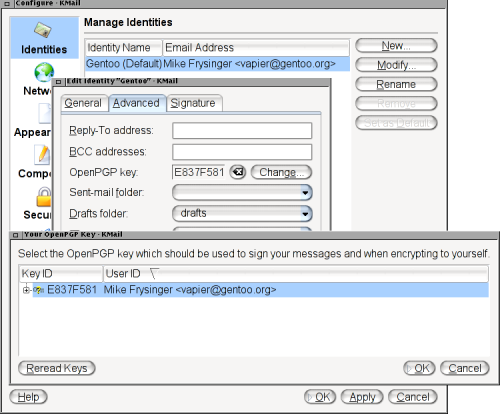 Configure - KMail
Identities
Netw
Appear
Compo
Secur
Manage Identities
Identity Name Email Address
Gentoo (Default) Mike Frysinger <vapier@gentoo.org>
New...
Modify...
Rename
Remove
Set as Default
Edit Identity "Gentoo" - KMail
General Advanced Signature
Reply-To address:
BCC addresses:
OpenPGP key: E837F581 Change...
Sent-mail folder:
Drafts folder: drafts
Your OpenPGP Key - KMail
Select the OpenPGP key which should be used to sign your messages and when encrypting to yourself.
Key ID User ID
E837F581 Mike Frysinger <vapier@gentoo.org>
Reread Keys OK Cancel
Help OK Apply Cancel